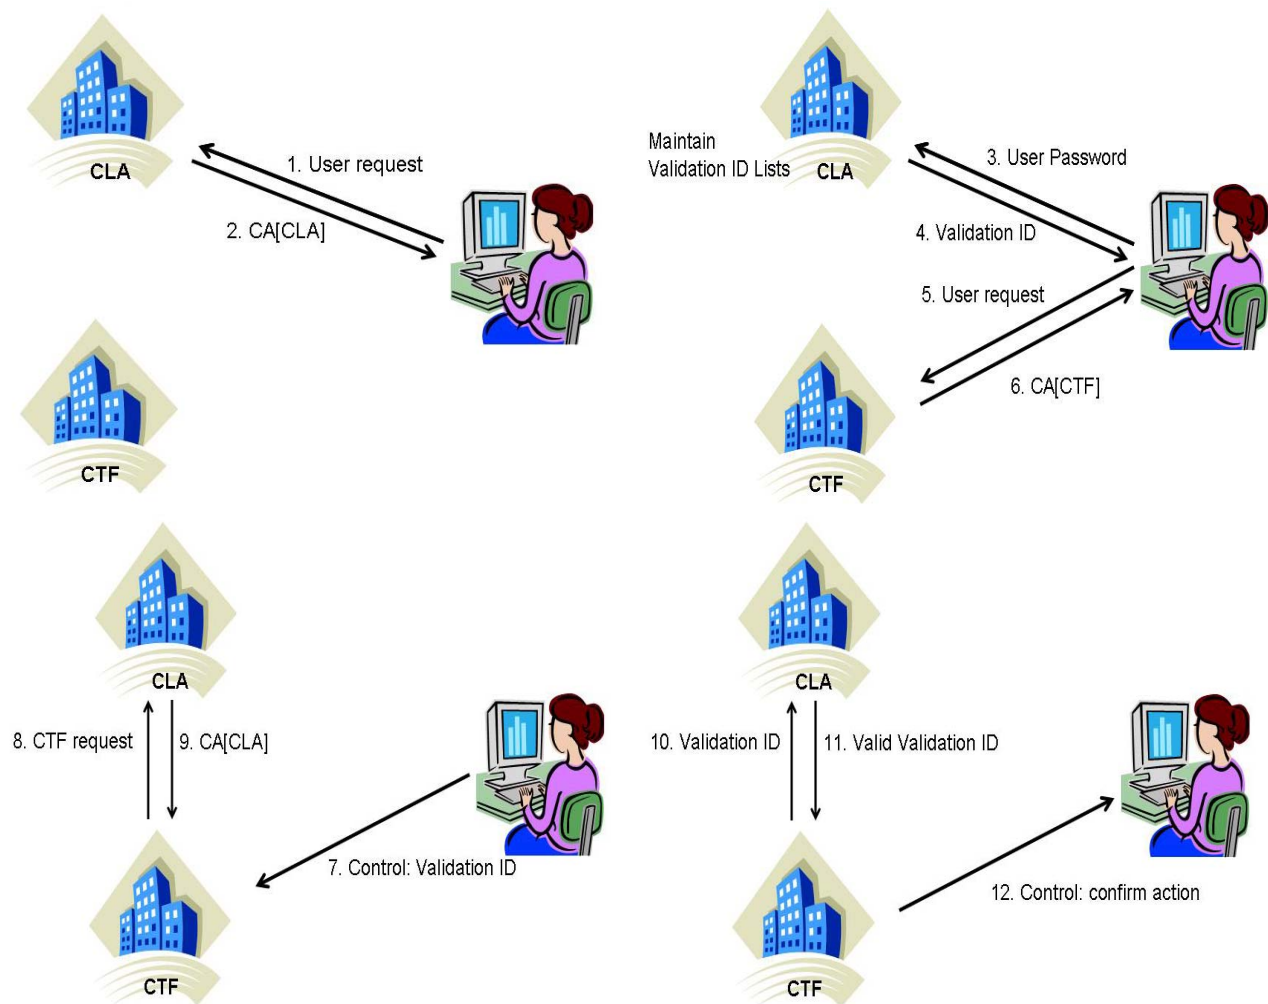 CLA
1. User request
2. CA[CLA]
CTF
Maintain
Validation ID Lists
CLA
3. User Password
4. Validation ID
5. User request
6. CA[CTF]
CTF
CLA
8. CTF request
9. CA[CLA]
7. Control: Validation ID
CTF
CLA
10. Validation ID
11. Valid Validation ID
12. Control: confirm action
CTF